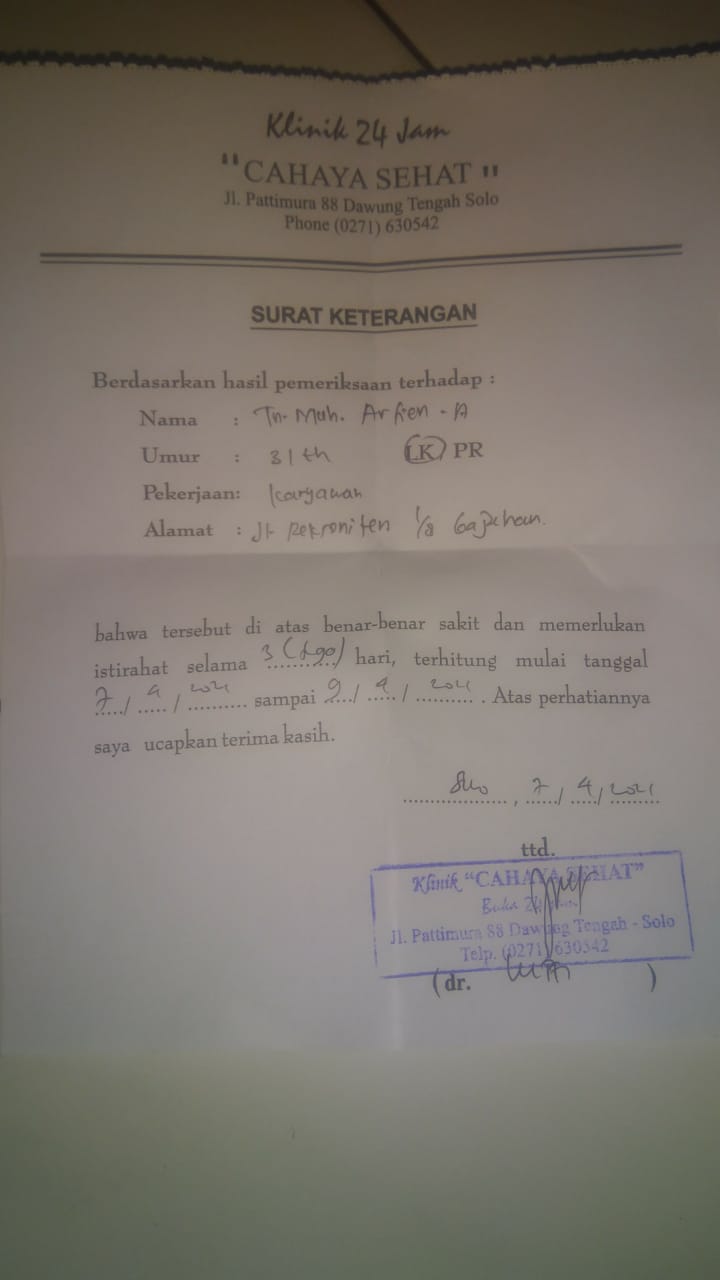 Klinik 24 Jam
"CAHAYA SEHAT"
Jl. Pattimura 88 Dawung Tengah Solo
Phone (0271) 630542
SURAT KETERANGAN
Berdasarkan hasil pemeriksaan terhadap :
Nama : Tn. Muh. Arfien - A
Umur : 31 th LK/ PR
Pekerjaan: karyawan
Alamat : Jl 1/8
bahwa tersebut di atas benar-benar sakit dan memerlukan
istirahat selama 3 (tiga) hari, terhitung mulai tanggal
7 / 4 / 2021 sampai 9 / 4 / 2021 . Atas perhatiannya
saya ucapkan terima kasih.
Solo, 7 / 4 / 2021
ttd.
Klinik "CAHAYA SEHAT"
Buka 24 Jam
Jl. Pattimura 88 Dawung Tengah - Solo
Telp. (0271) 630542
(dr. )